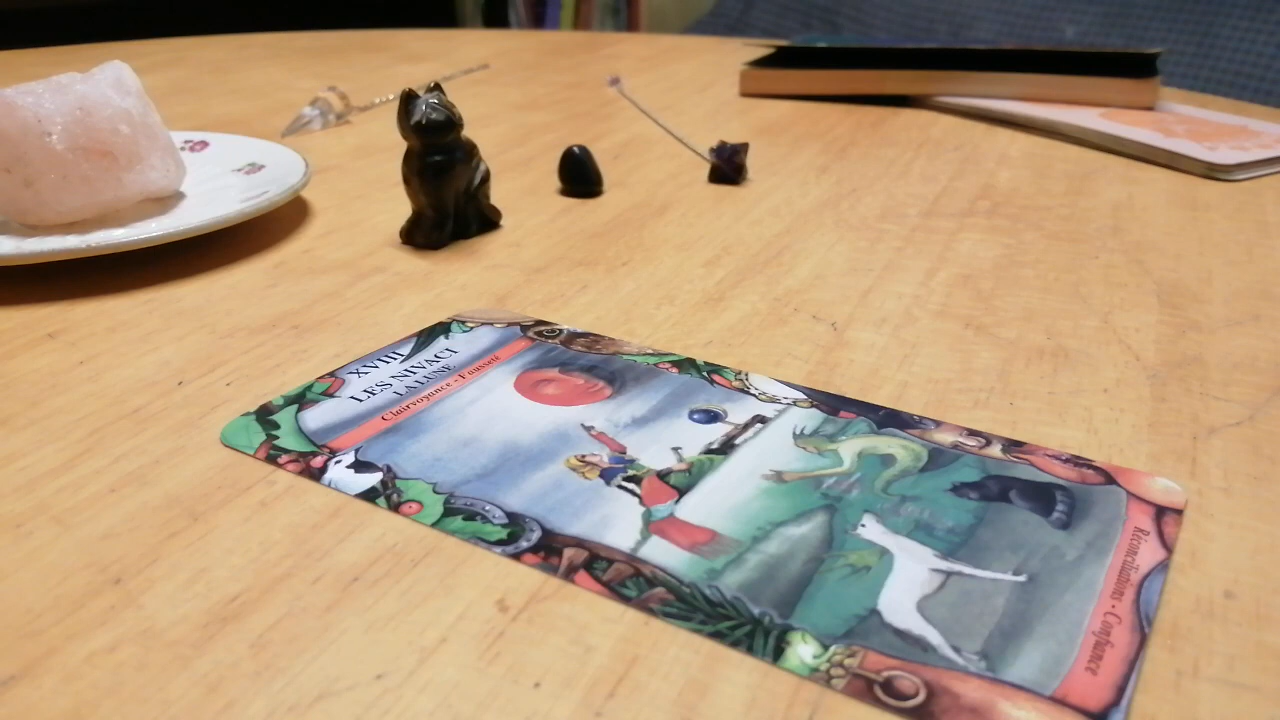 XVIII
LES NIVACI
LA LUNE
Clairvoyance - Fausseté
Réconciliations - Confiance